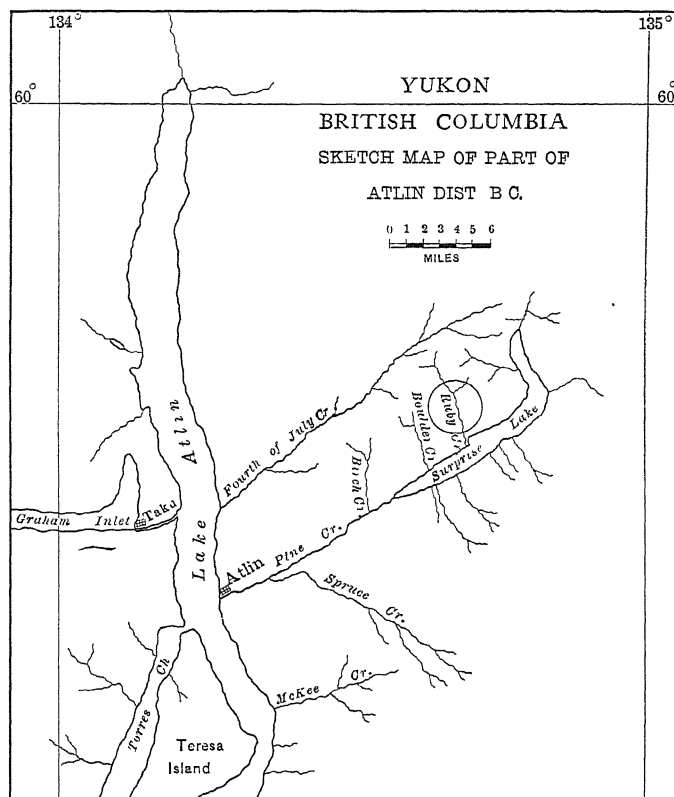 134° 135°
60° 60°
YUKON
BRITISH COLUMBIA
SKETCH MAP OF PART OF
ATLIN DIST B C.
0 1 2 3 4 5 6
MILES
Atlin
Lake
Fourth of July Cr
Boulder Cr
Ruby Cr
Birch Cr.
Surprise Lake
Graham Inlet
Taku
Atlin
Pine Cr.
Spruce Cr.
McKee Cr.
Torres Ch
Teresa
Island